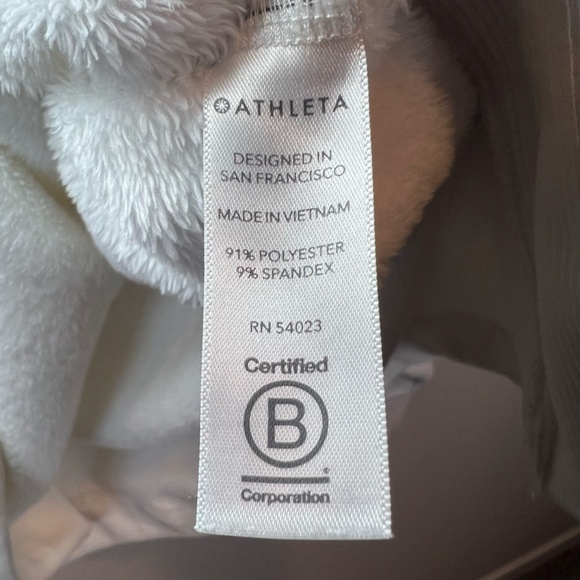 ATHLETA
DESIGNED IN
SAN FRANCISCO
MADE IN VIETNAM
91% POLYESTER
9% SPANDEX
RN 54023
Certified
B
Corporation